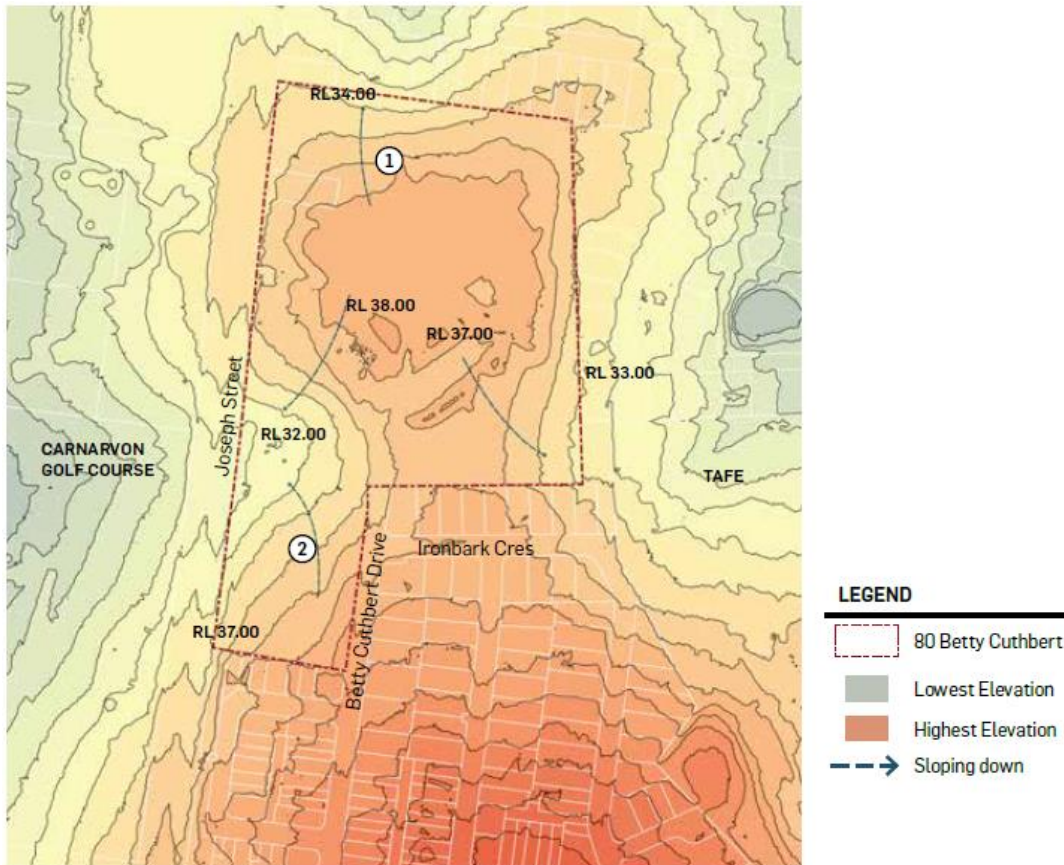 RL34.00
1
RL 38.00
RL 37.00
RL 33.00
Joseph Street
RL32.00
CARNARVON
GOLF COURSE
TAFE
2
Ironbark Cres
Betty Cuthbert Drive
RL 37.00
LEGEND
80 Betty Cuthbert
Lowest Elevation
Highest Elevation
Sloping down